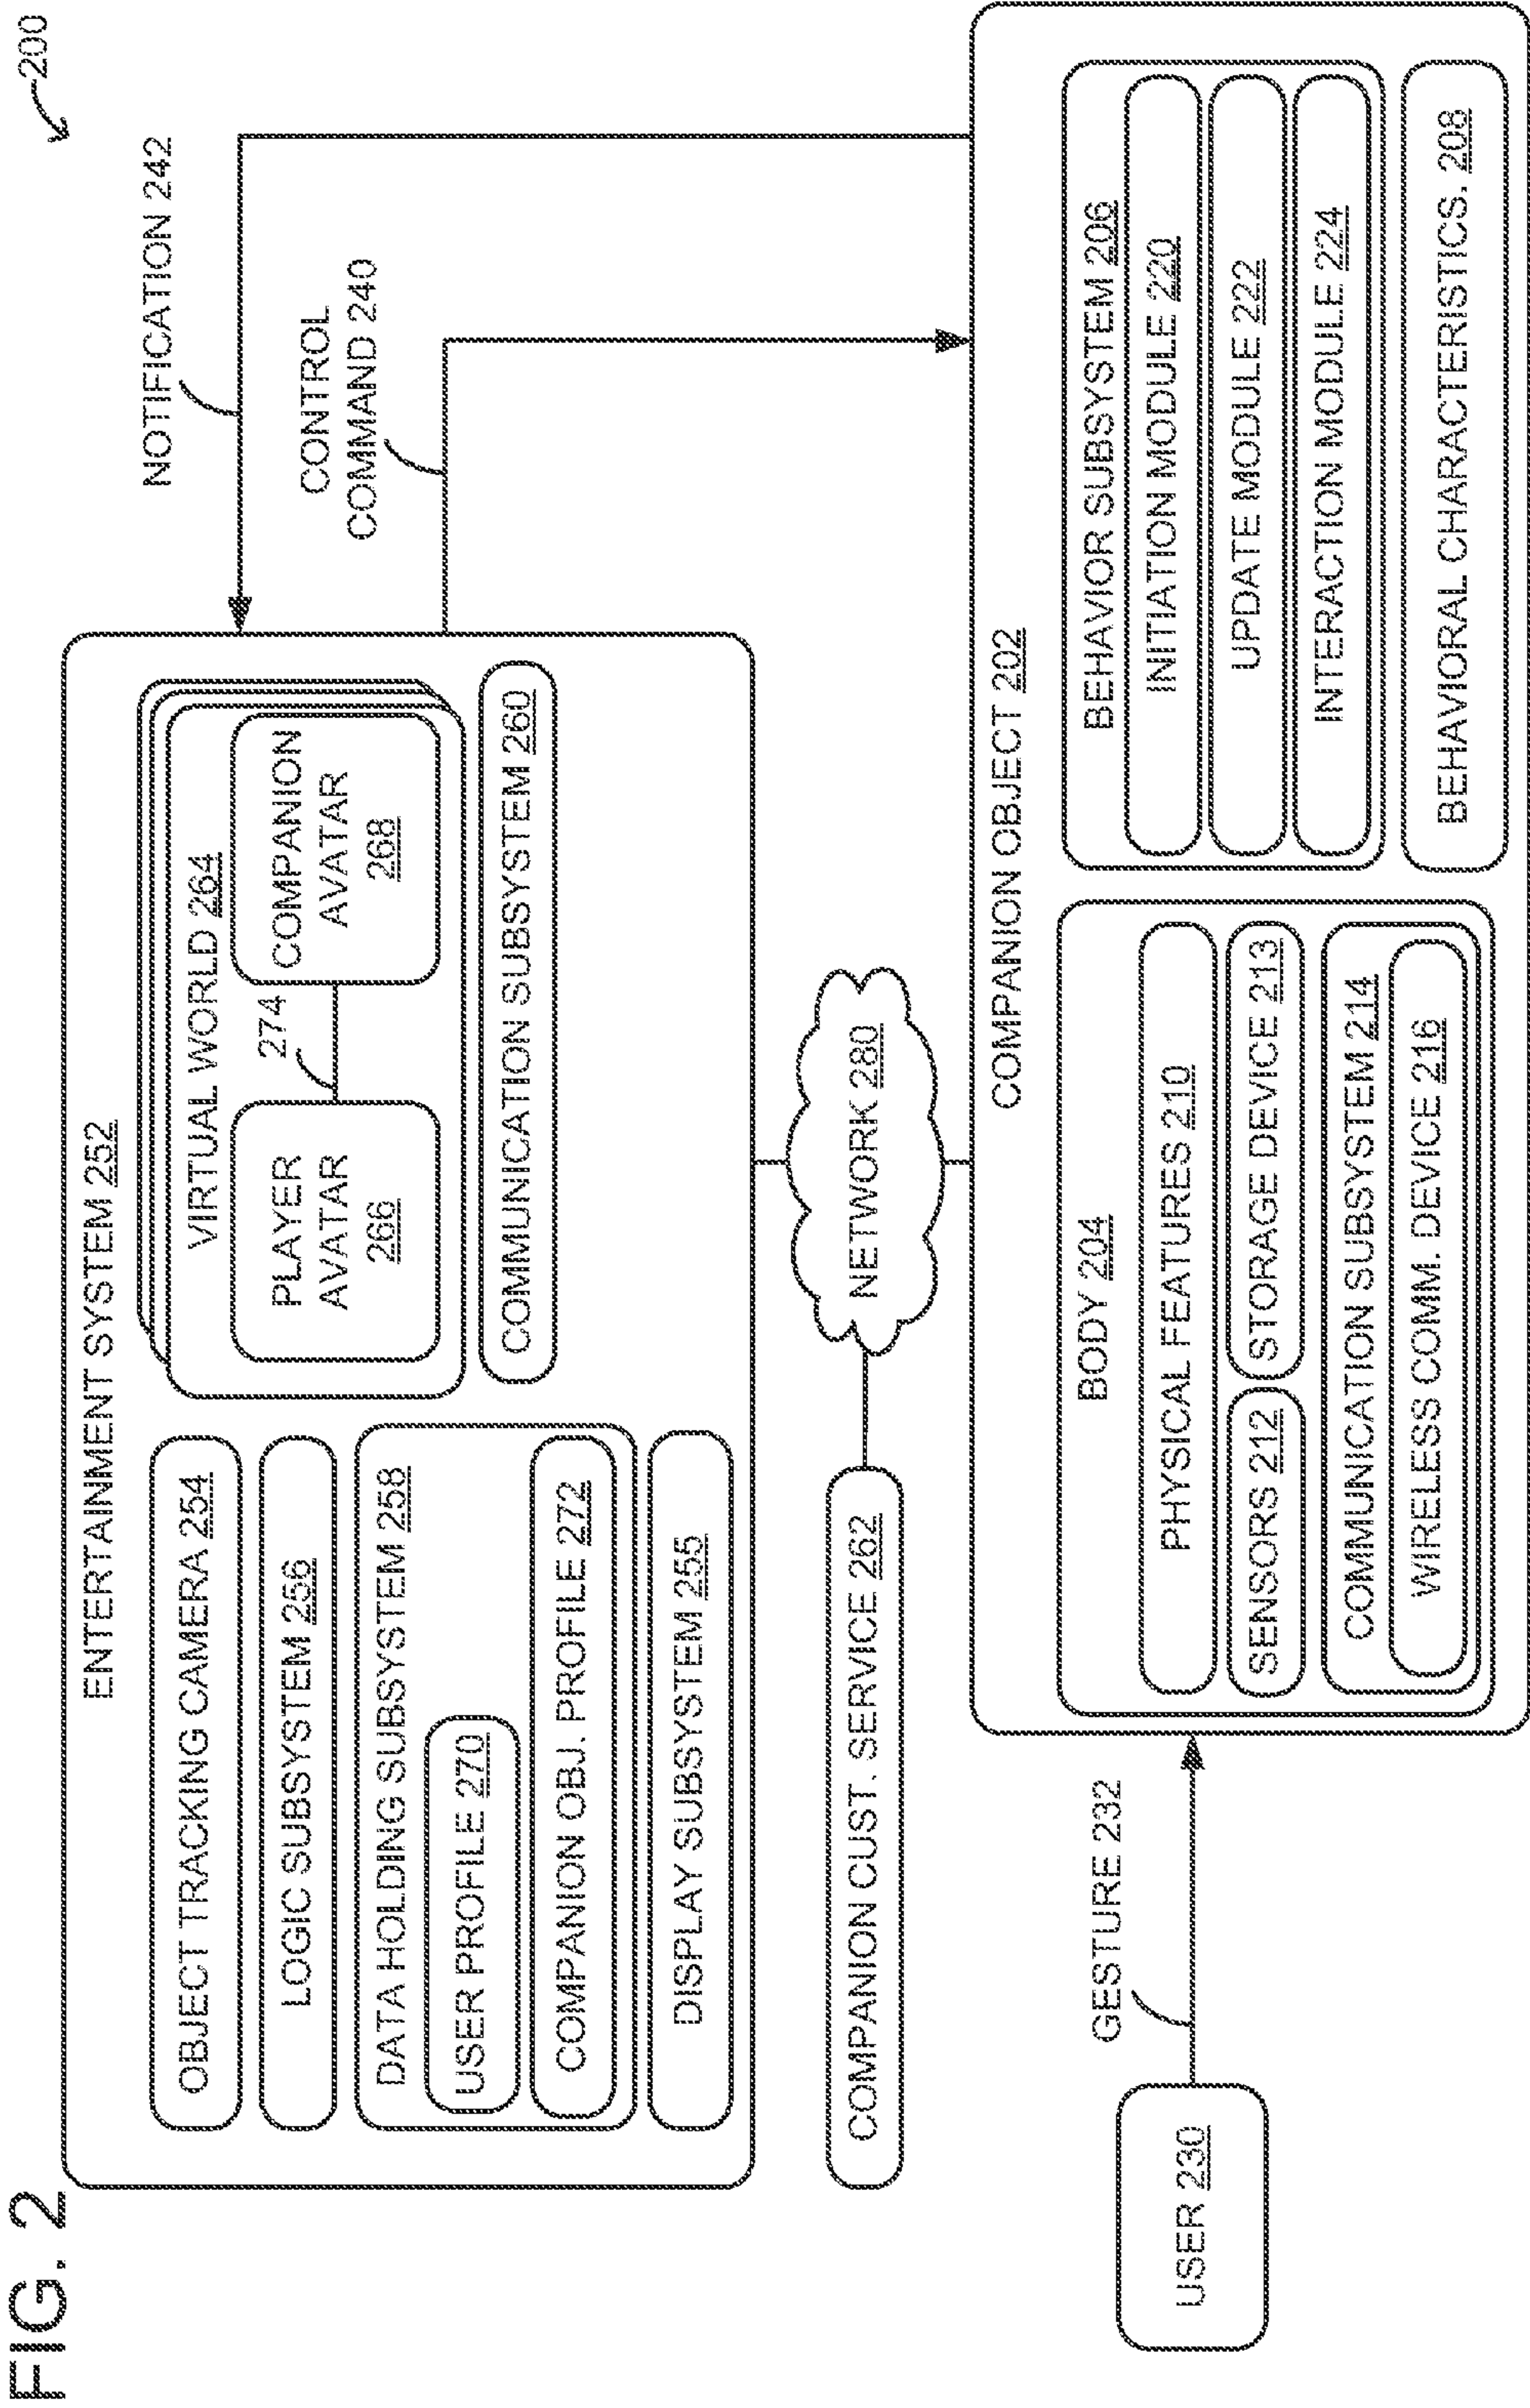 FIG. 2
200
ENTERTAINMENT SYSTEM 252
OBJECT TRACKING CAMERA 254
LOGIC SUBSYSTEM 256
DATA HOLDING SUBSYSTEM 258
USER PROFILE 270
COMPANION OBJ. PROFILE 272
DISPLAY SUBSYSTEM 255
VIRTUAL WORLD 264
PLAYER
AVATAR
266
274
COMPANION
AVATAR
268
COMMUNICATION SUBSYSTEM 260
NOTIFICATION 242
CONTROL
COMMAND 240
COMPANION CUST. SERVICE 262
NETWORK 280
USER 230
GESTURE 232
COMPANION OBJECT 202
BODY 204
PHYSICAL FEATURES 210
SENSORS 212
STORAGE DEVICE 213
COMMUNICATION SUBSYSTEM 214
WIRELESS COMM. DEVICE 216
BEHAVIOR SUBSYSTEM 206
INITIATION MODULE 220
UPDATE MODULE 222
INTERACTION MODULE 224
BEHAVIORAL CHARACTERISTICS. 208